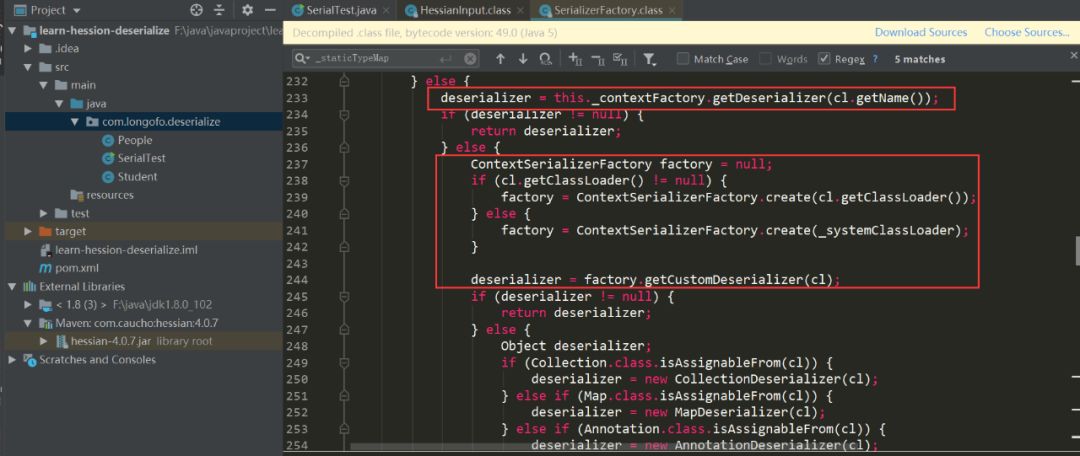 Project
SerialTest.java
HessianInput.class
SerializerFactory.class
learn-hession-deserialize F:\java\javaproject\lea
.idea
src
main
java
com.longofo.deserialize
People
SerialTest
Student
resources
test
target
learn-hession-deserialize.iml
pom.xml
External Libraries
< 1.8 (3) > F:\java\jdk1.8.0_102
Maven: com.caucho:hessian:4.0.7
hessian-4.0.7.jar library root
Scratches and Consoles
Decompiled .class file, bytecode version: 49.0 (Java 5)
Download Sources
Choose Sources...
_staticTypeMap
Match Case
Words
Regex
?
5 matches
232 } else {
233 deserializer = this._contextFactory.getDeserializer(cl.getName());
234 if (deserializer != null) {
235 return deserializer;
236 } else {
237 ContextSerializerFactory factory = null;
238 if (cl.getClassLoader() != null) {
239 factory = ContextSerializerFactory.create(cl.getClassLoader());
240 } else {
241 factory = ContextSerializerFactory.create(_systemClassLoader);
242 }
243
244 deserializer = factory.getCustomDeserializer(cl);
245 if (deserializer != null) {
246 return deserializer;
247 } else {
248 Object deserializer;
249 if (Collection.class.isAssignableFrom(cl)) {
250 deserializer = new CollectionDeserializer(cl);
251 } else if (Map.class.isAssignableFrom(cl)) {
252 deserializer = new MapDeserializer(cl);
253 } else if (Annotation.class.isAssignableFrom(cl)) {
254 deserializer = new AnnotationDeserializer(cl);